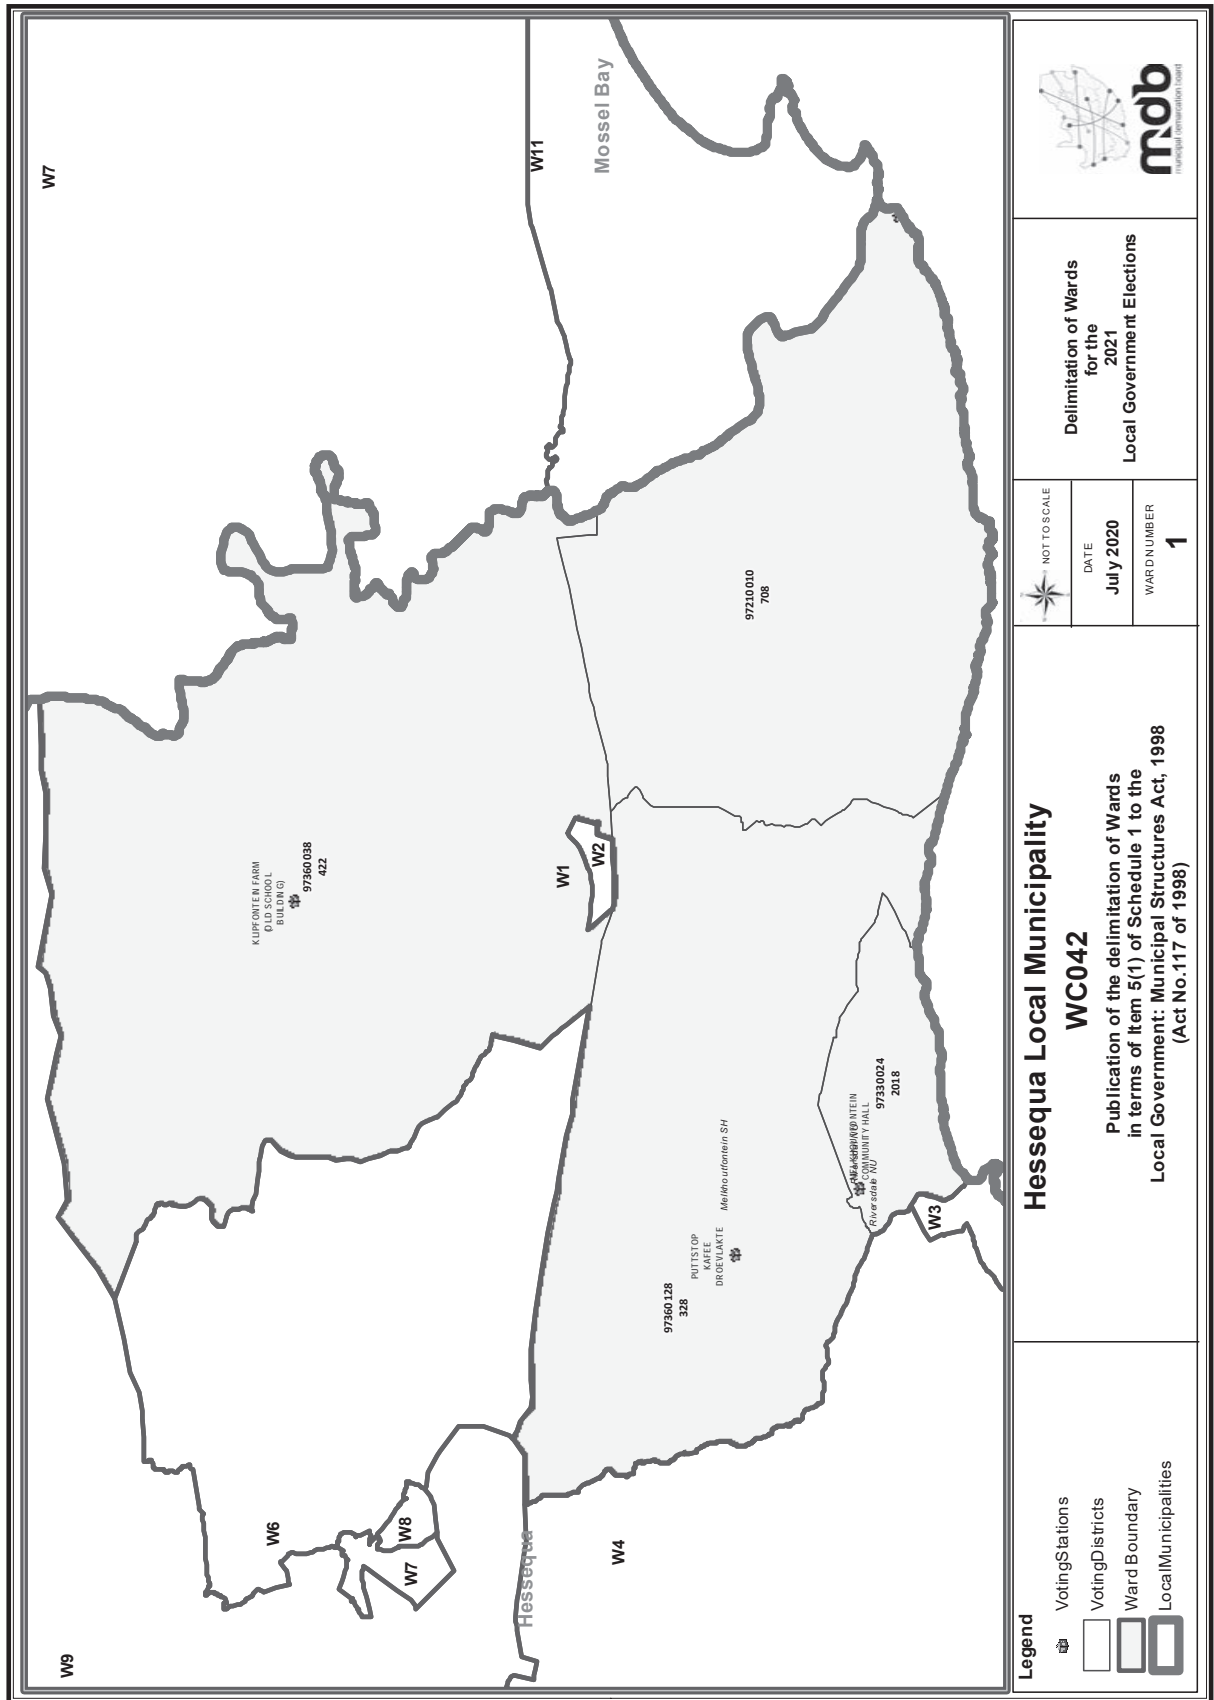 W7
W11
Mossel Bay
KLIPFONTEIN FARM
(OLD SCHOOL
BUILDING)
97360038
422
W1
W2
97210010
708
97330024
2018
COMMUNITY HALL
Riversdale NU
Melkhoutfontein SH
PUTTSTOP
KAFEE
DROEVLAKTE
97360128
328
W3
W6
W8
W7
W9
Hessequa
W4
Legend
VotingStations
VotingDistricts
Ward Boundary
LocalMunicipalities
Hessequa Local Municipality
WC042
Publication of the delimitation of Wards
in terms of Item 5(1) of Schedule 1 to the
Local Government: Municipal Structures Act, 1998
(Act No.117 of 1998)
NOT TO SCALE
DATE
July 2020
WARD NUMBER
1
Delimitation of Wards
for the
2021
Local Government Elections
mdb
municipal demarcation board